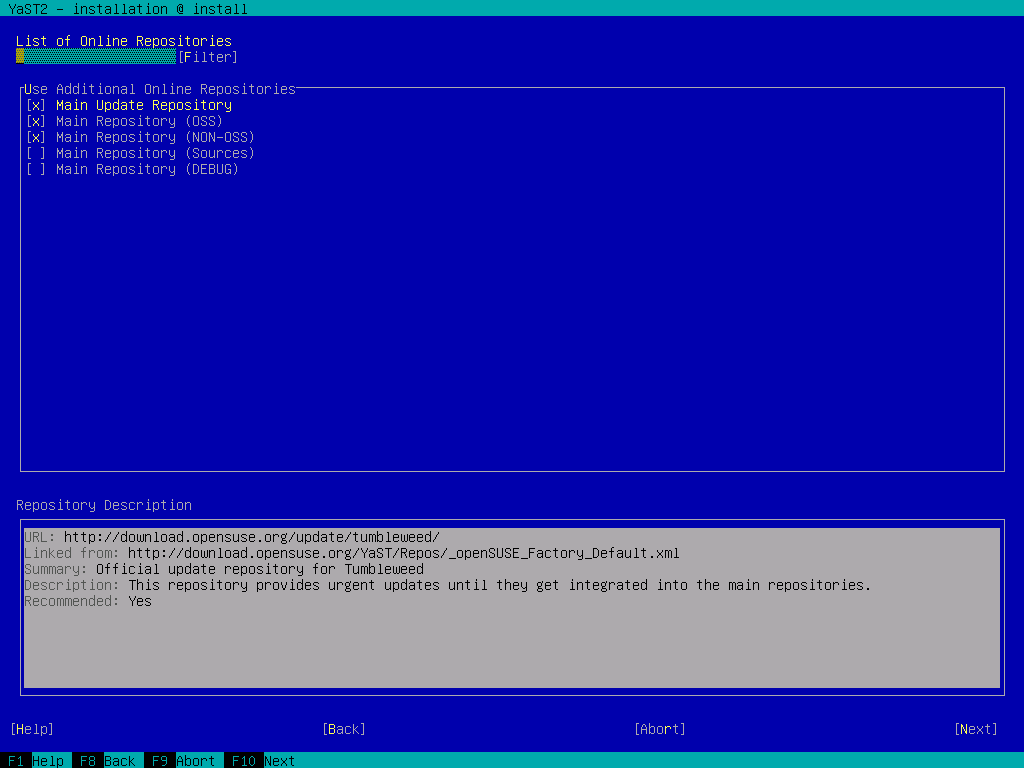 YaST2 - installation @ install
List of Online Repositories
[Filter]
Use Additional Online Repositories
[x] Main Update Repository
[x] Main Repository (OSS)
[x] Main Repository (NON-OSS)
[ ] Main Repository (Sources)
[ ] Main Repository (DEBUG)
Repository Description
URL: http://download.opensuse.org/update/tumbleweed/
Linked from: http://download.opensuse.org/YaST/Repos/_openSUSE_Factory_Default.xml
Summary: Official update repository for Tumbleweed
Description: This repository provides urgent updates until they get integrated into the main repositories.
Recommended: Yes
[Help] [Back] [Abort] [Next]
F1 Help F8 Back F9 Abort F10 Next